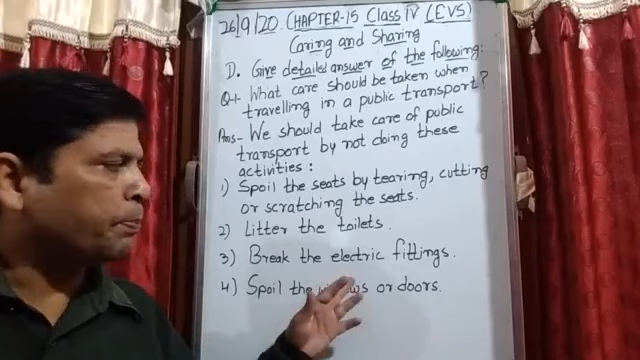 26/9/20. CHAPTER-15 Class IV (EVS)
Caring and Sharing
D. Give detailed answer of the following:
Q-1. What care should be taken when
travelling in a public transport?
Ans- We should take care of public
transport by not doing these
activities:
1) Spoil the seats by tearing, cutting
or scratching the seats.
2) Litter the toilets.
3) Break the electric fittings.
4) Spoil the or doors.